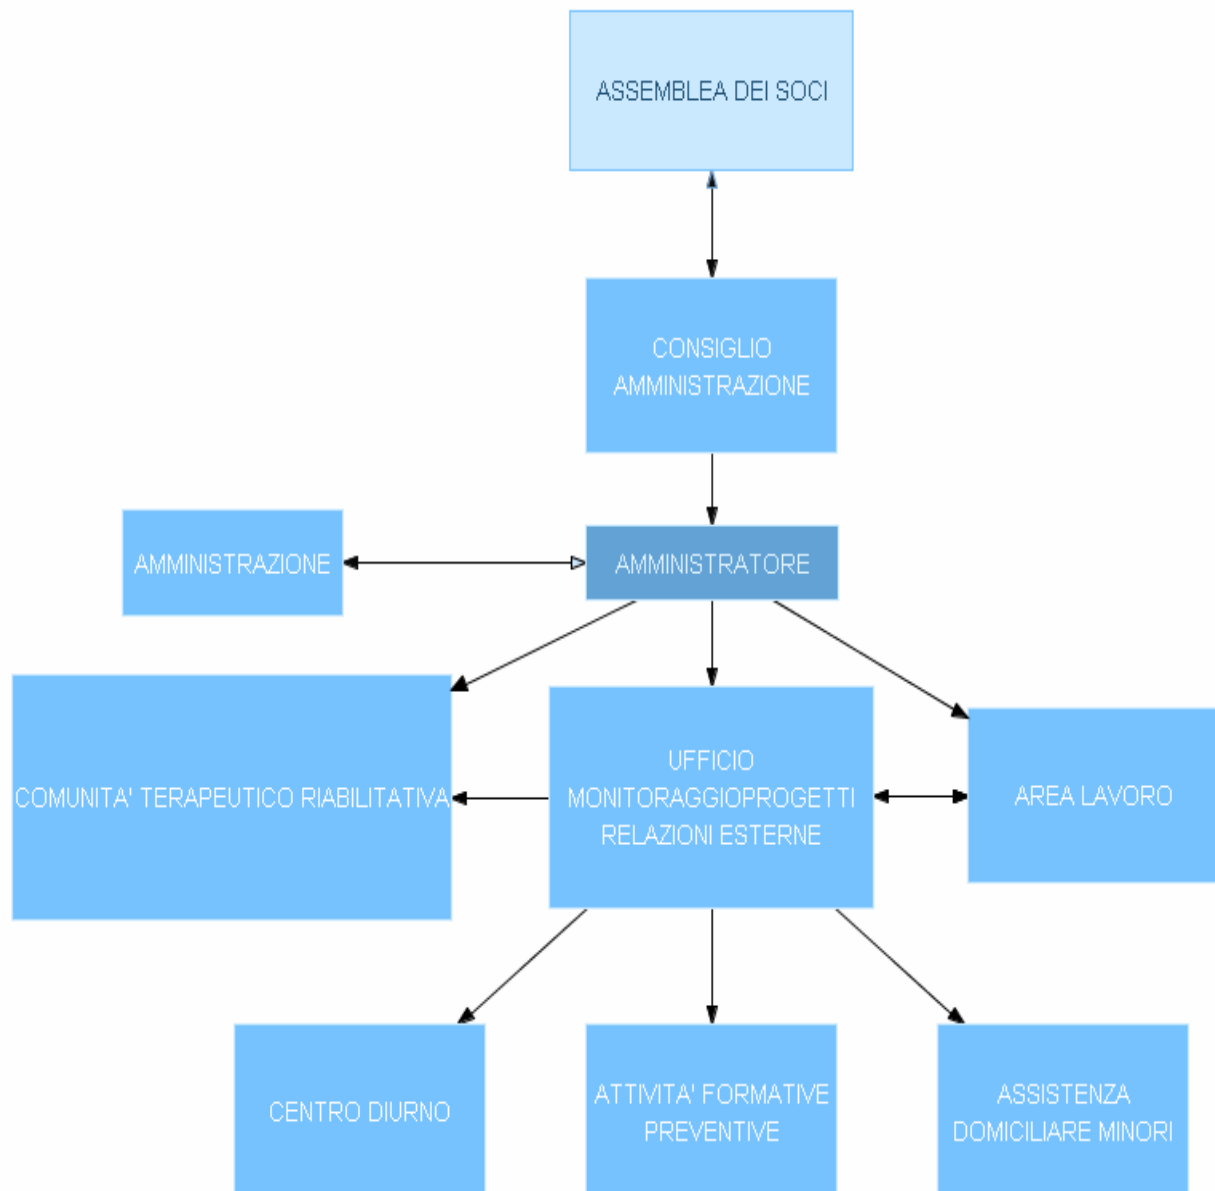 ASSEMBLEA DEI SOCI
CONSIGLIO
AMMINISTRAZIONE
AMMINISTRAZIONE
AMMINISTRATORE
COMUNITA' TERAPEUTICO RIABILITATIVA
UFFICIO
MONITORAGGIOPROGETTI
RELAZIONI ESTERNE
AREA LAVORO
CENTRO DIURNO
ATTIVITA' FORMATIVE
PREVENTIVE
ASSISTENZA
DOMICILIARE MINORI